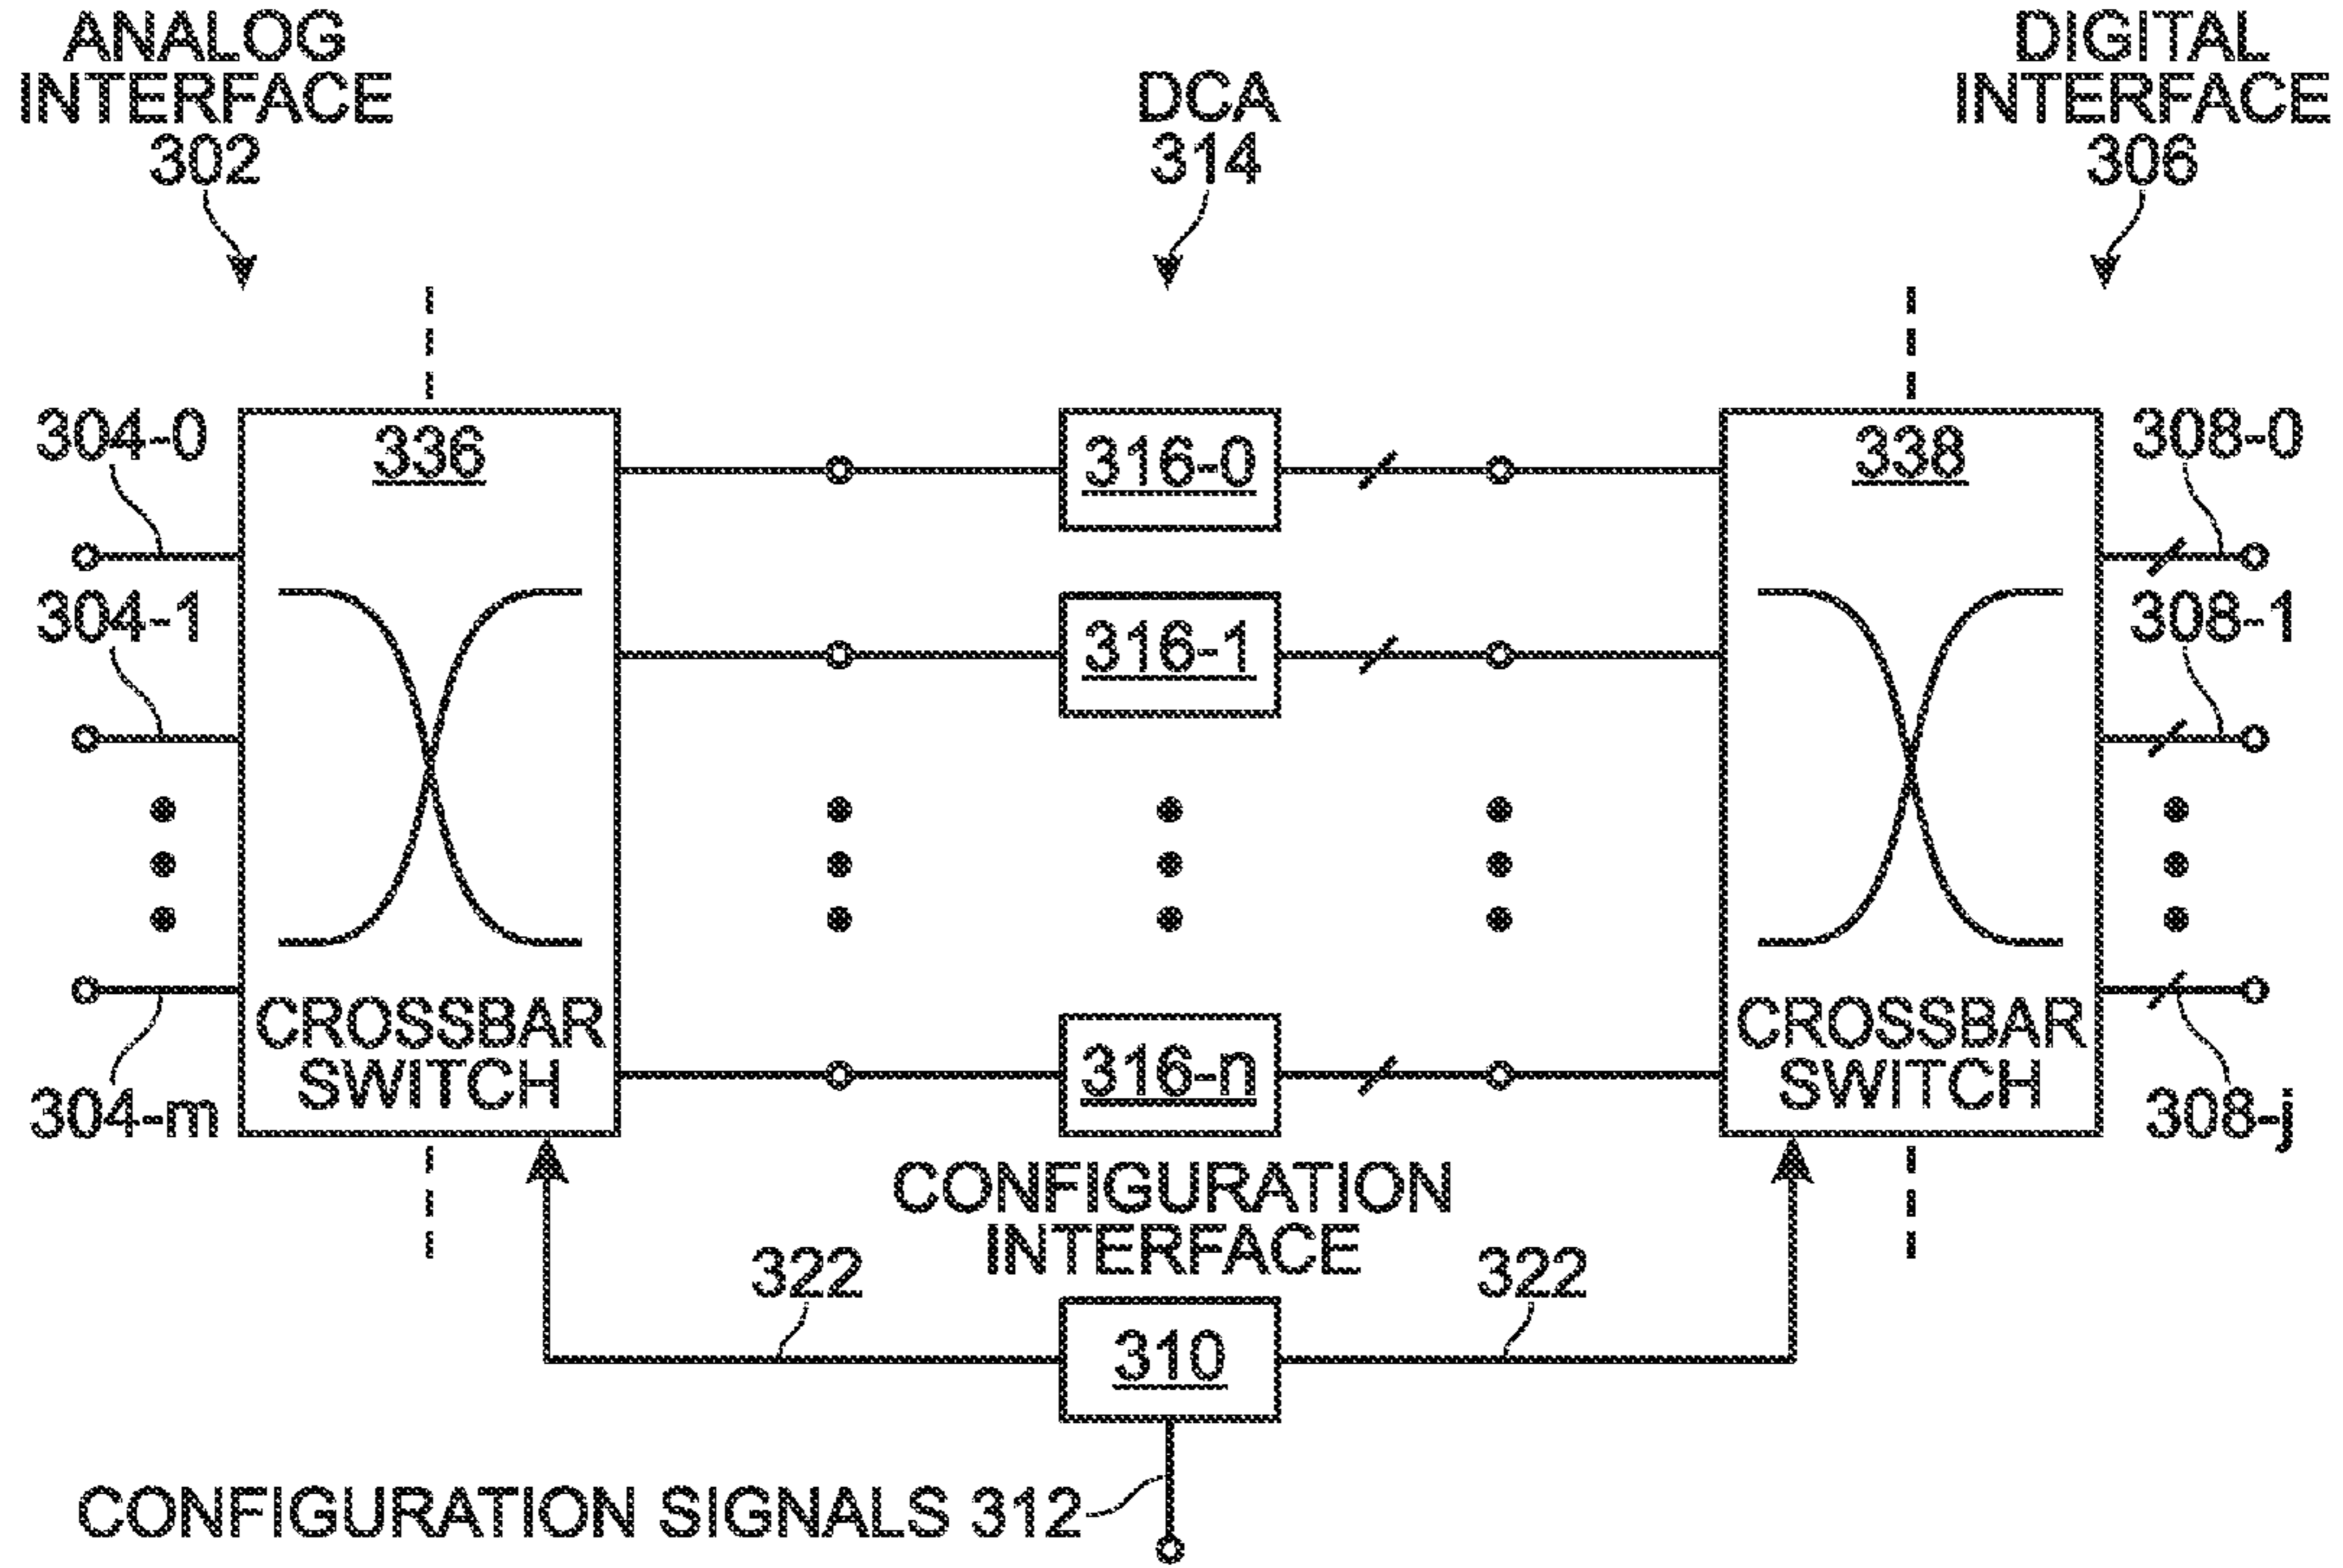 ANALOG
INTERFACE
302
DCA
314
DIGITAL
INTERFACE
306
304-0
336
316-0
338
308-0
304-1
316-1
308-1
CROSSBAR
SWITCH
304-m
316-n
CROSSBAR
SWITCH
308-j
CONFIGURATION
INTERFACE
322
322
310
CONFIGURATION SIGNALS 312